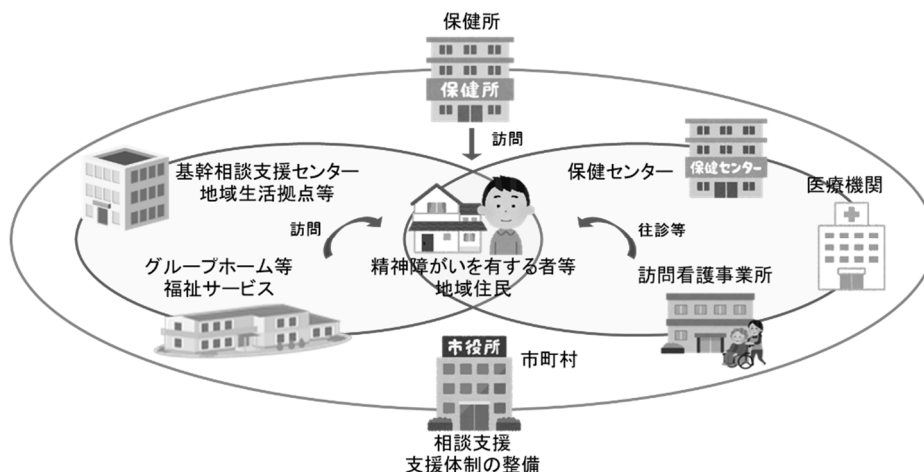 保健所
保健所
訪問
基幹相談支援センター
地域生活拠点等
保健センター
保健センター
医療機関
訪問
往診等
グループホーム等
福祉サービス
精神障がいを有する者等
地域住民
訪問看護事業所
市役所
市町村
相談支援
支援体制の整備